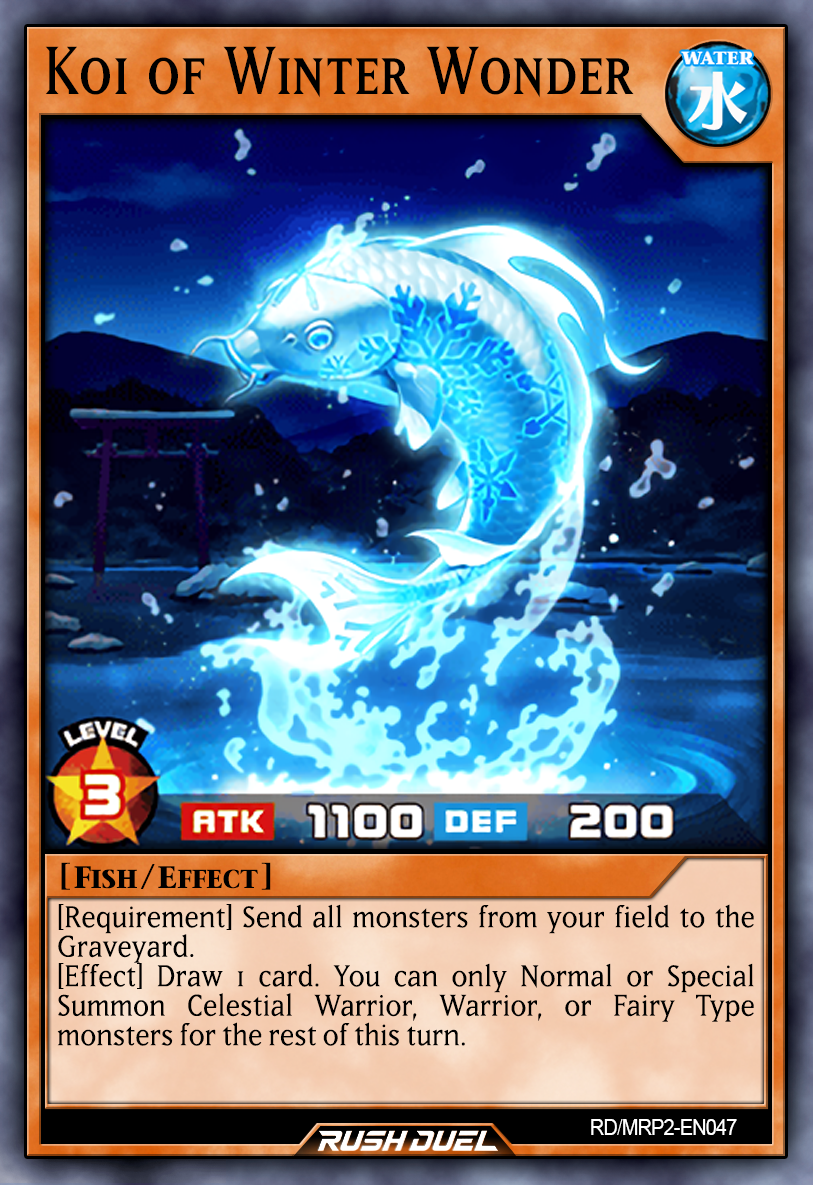 Koi of Winter Wonder
WATER
水
LEVEL
3
ATK 1100 DEF 200
[Fish/Effect]
[Requirement] Send all monsters from your field to the
Graveyard.
[Effect] Draw 1 card. You can only Normal or Special
Summon Celestial Warrior, Warrior, or Fairy Type
monsters for the rest of this turn.
RD/MRP2-EN047
RUSH DUEL